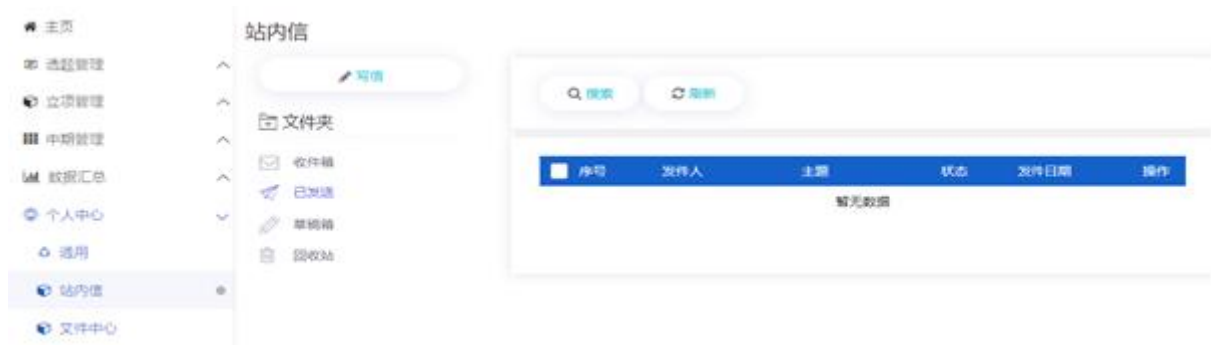 主页
选题管理
立项管理
中期管理
数据汇总
个人中心
通用
站内信
文件中心
站内信
写信
文件夹
收件箱
已发送
草稿箱
回收站
搜索 刷新
序号 发件人 主题 状态 发件日期 操作
暂无数据